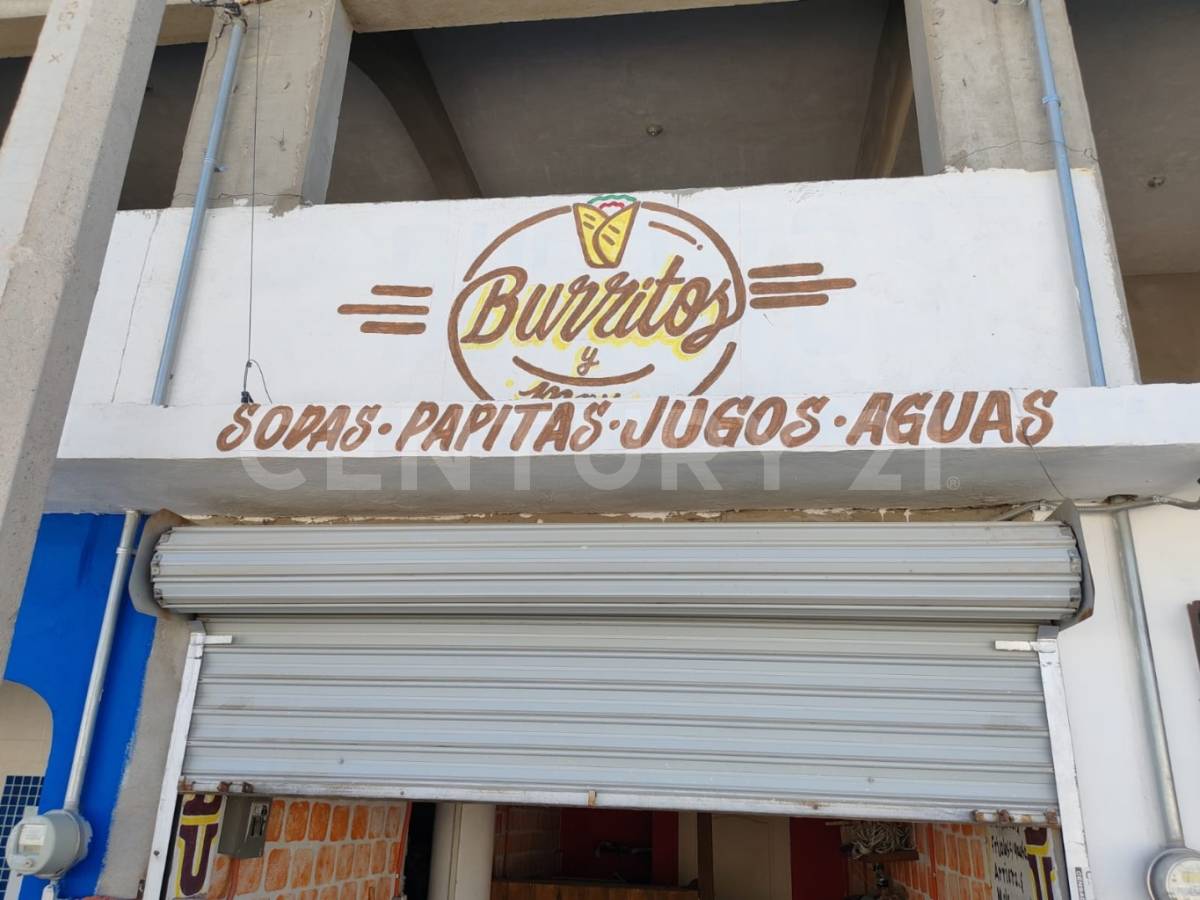 Burritos
y
SODAS · PAPITAS · JUGOS · AGUAS
CENTURY 21®